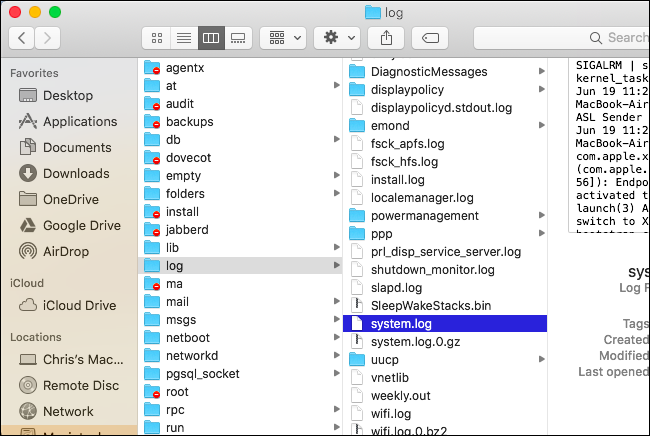 log
Search
Favorites
Desktop
Applications
Documents
Downloads
OneDrive
Google Drive
AirDrop
iCloud
iCloud Drive
Locations
Chris's Mac...
Remote Disc
Network
agentx
at
audit
backups
db
dovecot
empty
folders
install
jabberd
lib
log
ma
mail
msgs
netboot
networkd
pgsql_socket
root
rpc
run
DiagnosticMessages
displaypolicy
displaypolicyd.stdout.log
emond
fsck_apfs.log
fsck_hfs.log
install.log
localemanager.log
powermanagement
ppp
prl_disp_service_server.log
shutdown_monitor.log
slapd.log
SleepWakeStacks.bin
system.log
system.log.0.gz
uucp
vnetlib
weekly.out
wifi.log
wifi.log.0.bz2
SIGALRM | s
kernel_task
Jun 19 11:2
MacBook-Air
ASL Sender
Jun 19 11:2
MacBook-Air
com.apple.x
(com.apple.
56]): Endpo
activated t
launch(3) A
switch to X
sys
Log F
Tags
Created
Modified
Last opened